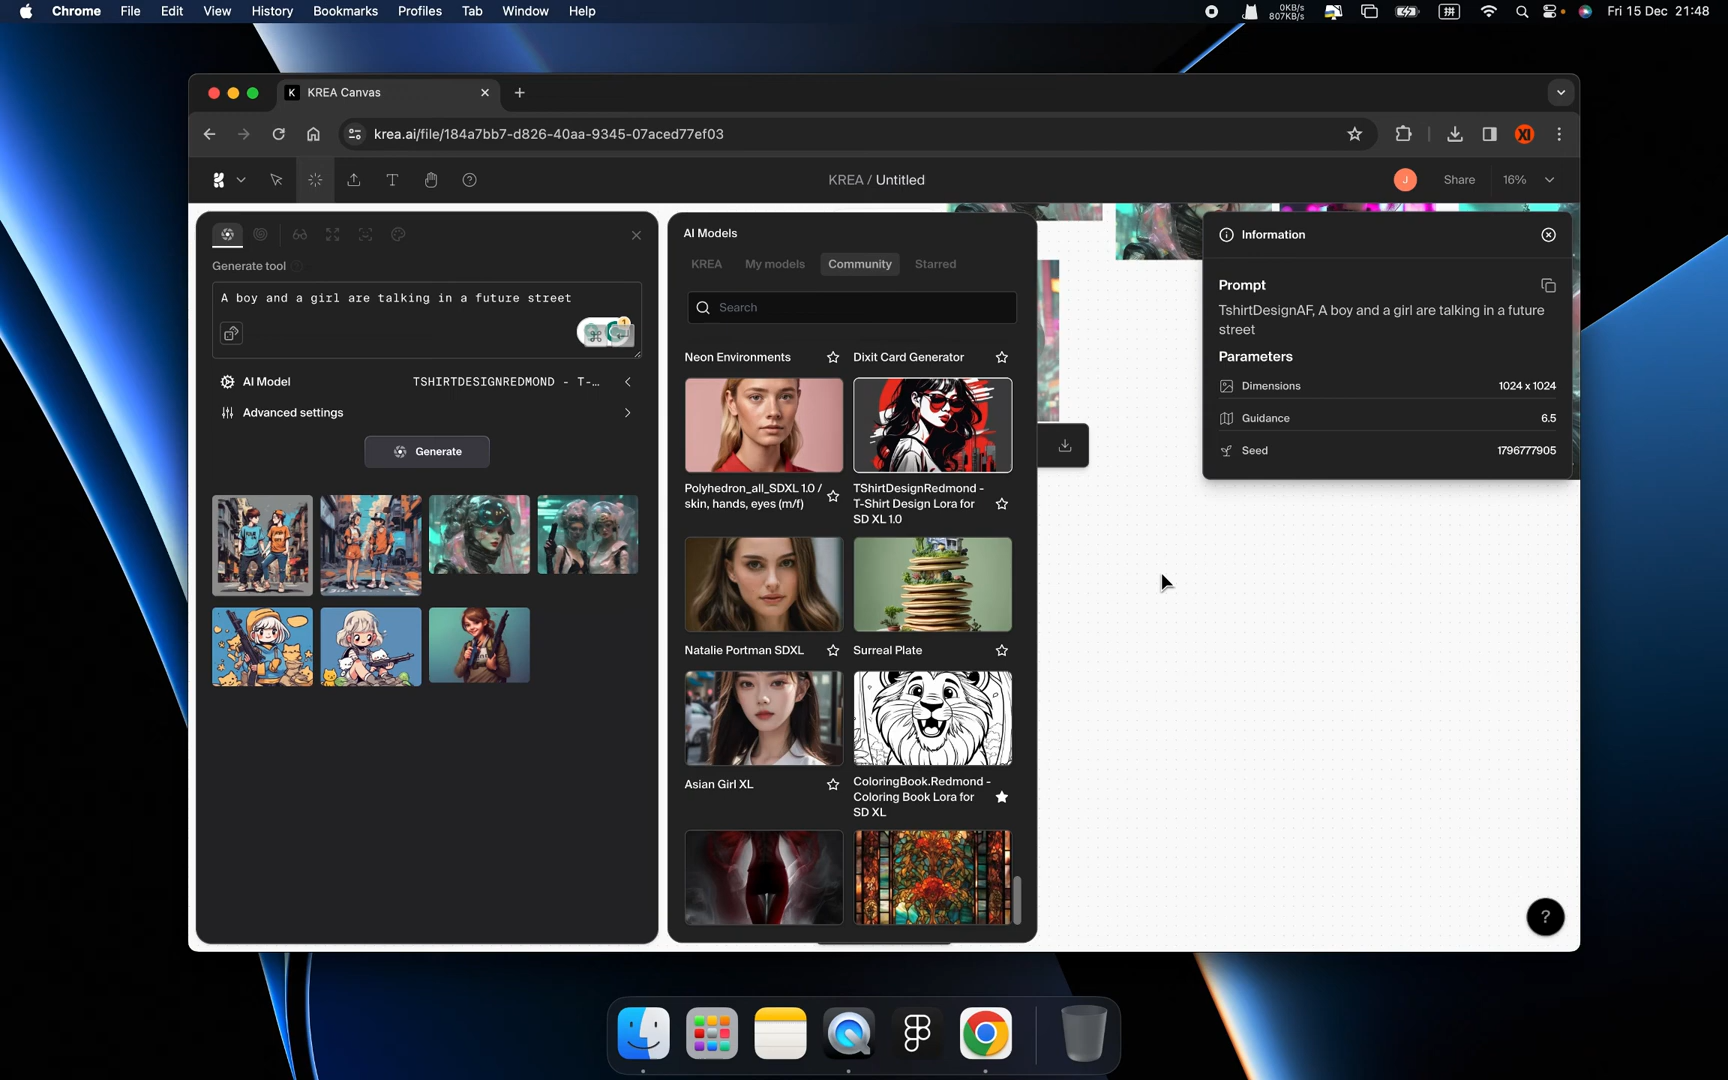 Chrome File Edit View History Bookmarks Profiles Tab Window Help
0KB/s
807KB/s
拼
Fri 15 Dec 21:48
K KREA Canvas
krea.ai/file/184a7bb7-d826-40aa-9345-07aced77ef03
XI
KREA / Untitled
J
Share
16%
Generate tool
A boy and a girl are talking in a future street
1
AI Model
TSHIRTDESIGNREDMOND - T-...
Advanced settings
Generate
AI Models
KREA My models Community Starred
Search
Neon Environments
Dixit Card Generator
Polyhedron_all_SDXL 1.0 /
skin, hands, eyes (m/f)
TShirtDesignRedmond -
T-Shirt Design Lora for
SD XL 1.0
Natalie Portman SDXL
Surreal Plate
Asian Girl XL
ColoringBook.Redmond -
Coloring Book Lora for
SD XL
Information
Prompt
TshirtDesignAF, A boy and a girl are talking in a future
street
Parameters
Dimensions 1024 x 1024
Guidance 6.5
Seed 1796777905
?